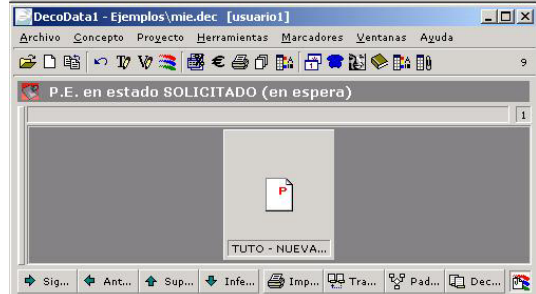 DecoData1 - Ejemplos\mie.dec [usuario1]
Archivo Concepto Proyecto Herramientas Marcadores Ventanas Ayuda
9
P.E. en estado SOLICITADO (en espera)
1
P
TUTO - NUEVA...
Sig... Ant... Sup... Infe... Imp... Tra... Pad... Dec...